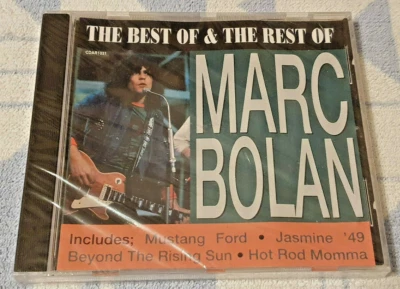 THE BEST OF & THE REST OF
MARC
BOLAN
Includes; Mustang Ford • Jasmine '49
Beyond The Rising Sun • Hot Rod Momma